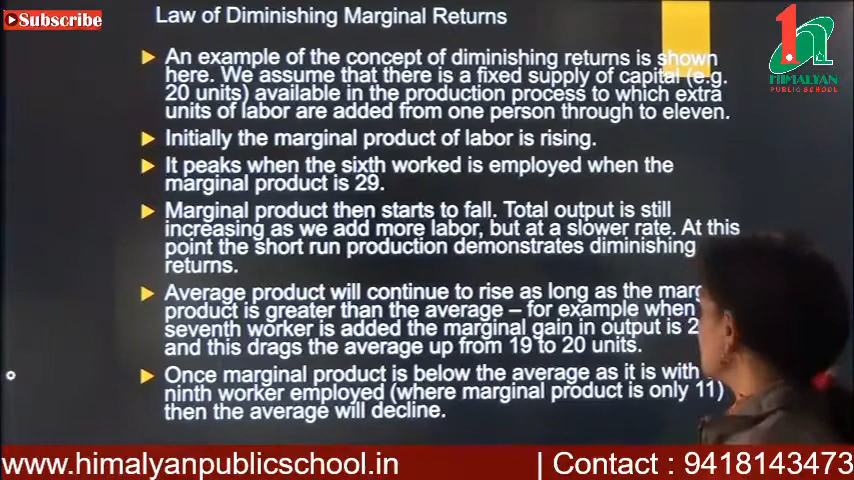 Subscribe
Law of Diminishing Marginal Returns
An example of the concept of diminishing returns is shown
here. We assume that there is a fixed supply of capital (e.g.
20 units) available in the production process to which extra
units of labor are added from one person through to eleven.
Initially the marginal product of labor is rising.
It peaks when the sixth worked is employed when the
marginal product is 29.
Marginal product then starts to fall. Total output is still
increasing as we add more labor, but at a slower rate. At this
point the short run production demonstrates diminishing
returns.
Average product will continue to rise as long as the
product is greater than the average – for example when
seventh worker is added the marginal gain in output is
and this drags the average up from 19 to 20 units.
Once marginal product is below the average as it is with
ninth worker employed (where marginal product is only 11)
then the average will decline.
HIMALYAN
PUBLIC SCHOOL
www.himalyanpublicschool.in | Contact : 9418143473